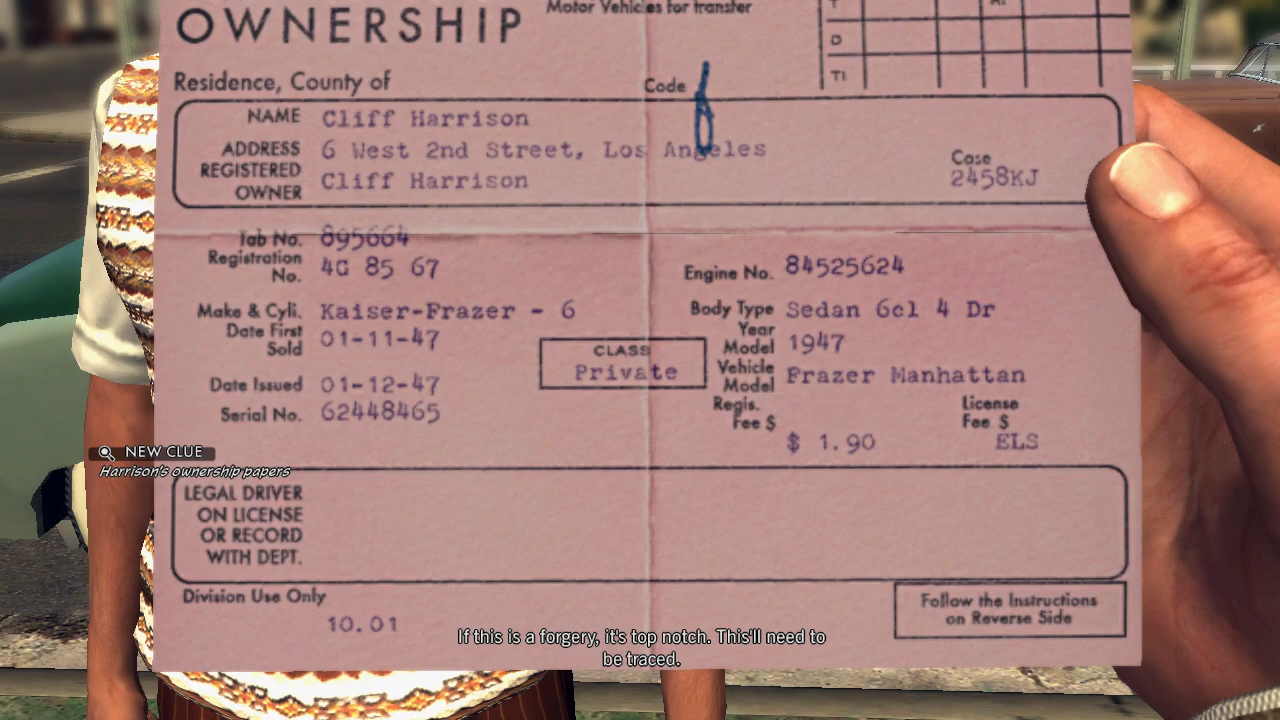 Motor Vehicles for transfer
OWNERSHIP
D
TI
Residence, County of
Code
NAME Cliff Harrison
ADDRESS 6 West 2nd Street, Los Angeles
REGISTERED OWNER Cliff Harrison
Case
2458KJ
Tab No. 895664
Registration No. 4G 85 67
Engine No. 84525624
Make & Cyli. Kaiser-Frazer - 6
Body Type Sedan 6cl 4 Dr
Date First Sold 01-11-47
Year Model 1947
CLASS
Private
Vehicle Model Frazer Manhattan
Date Issued 01-12-47
Serial No. 62448465
Regis. Fee $
$ 1.90
License Fee $
ELS
NEW CLUE
Harrison's ownership papers
LEGAL DRIVER
ON LICENSE
OR RECORD
WITH DEPT.
Division Use Only
10.01
Follow the Instructions
on Reverse Side
If this is a forgery, it's top notch. This'll need to
be traced.